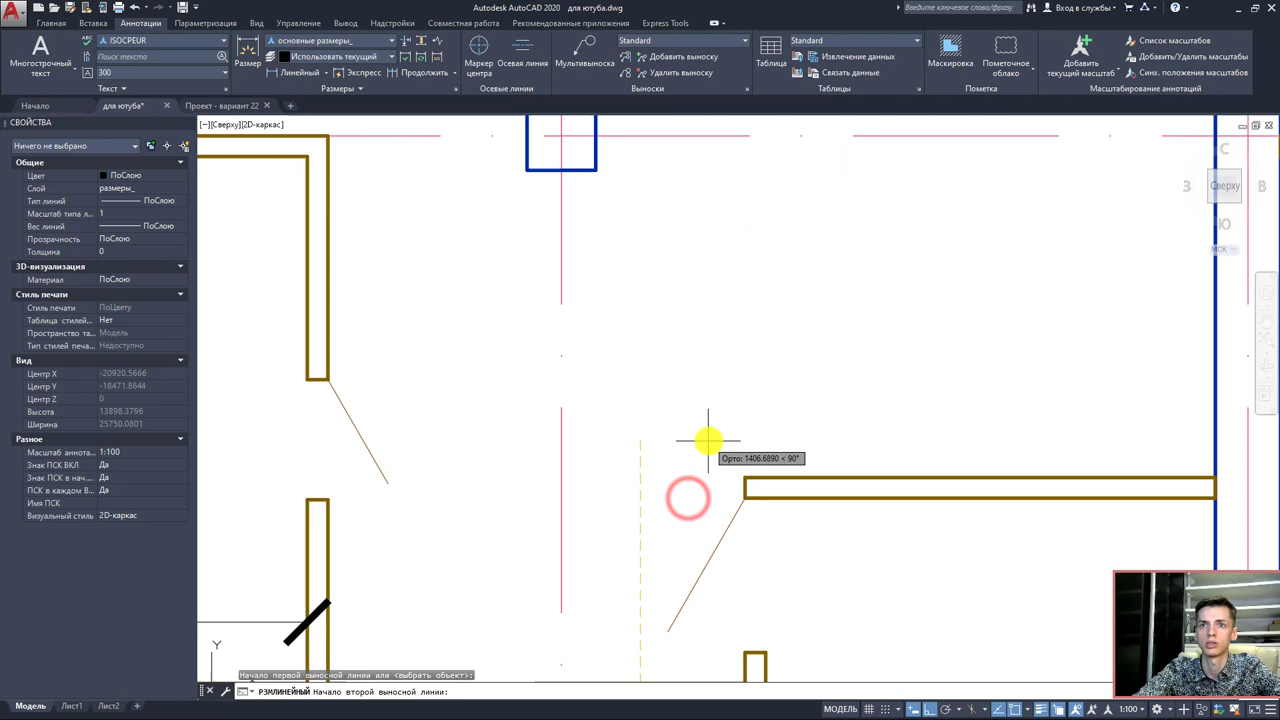 Autodesk AutoCAD 2020 для ютуба.dwg
Введите ключевое слово/фразу
Вход в службы
Главная Вставка Аннотации Параметризация Вид Управление Вывод Надстройки Совместная работа Рекомендованные приложения Express Tools
Многострочный текст
ISOCPEUR
Поиск текста
300
Текст
Размер
основные размеры_
Использовать текущий
Линейный Экспресс Продолжить
Размеры
Маркер центра
Осевая линия
Осевые линии
Мультивыноска
Standard
Добавить выноску
Удалить выноску
Выноски
Таблица
Standard
Извлечение данных
Связать данные
Таблицы
Маскировка
Пометочное облако
Пометка
Добавить текущий масштаб
Список масштабов
Добавить/Удалить масштабы
Синх. положения масштабов
Масштабирование аннотаций
Начало для ютуба* Проект - вариант 22
СВОЙСТВА
[−][Сверху][2D-каркас]
Ничего не выбрано
Общие
Цвет ПоСлою
Слой размеры_
Тип линий ПоСлою
Масштаб типа л... 1
Вес линий ПоСлою
Прозрачность ПоСлою
Толщина 0
3D-визуализация
Материал ПоСлою
Стиль печати
Стиль печати ПоЦвету
Таблица стилей... Нет
Пространство та... Модель
Тип стилей печат... Недоступно
Вид
Центр X -20920.5666
Центр Y -18471.8644
Центр Z 0
Высота 13898.3796
Ширина 25750.0801
Разное
Масштаб аннота... 1:100
Знак ПСК ВКЛ Да
Знак ПСК в нач... Да
ПСК в каждом В... Да
Имя ПСК
Визуальный стиль 2D-каркас
С
З Сверху В
Ю
МСК
Орто: 1406.6890 < 90°
Y
Начало первой выносной линии или <выбрать объект>:
РЗМЛИНЕЙНЫЙ Начало второй выносной линии:
Модель Лист1 Лист2 +
МОДЕЛЬ
1:100